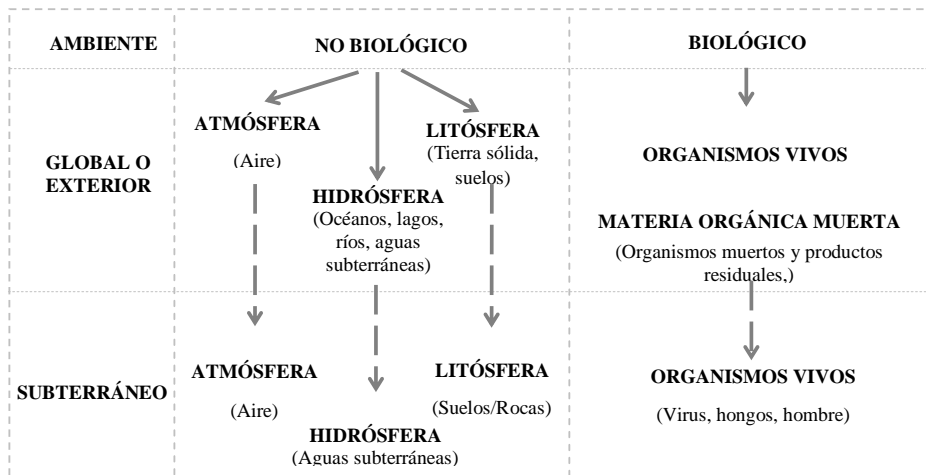 AMBIENTE
NO BIOLÓGICO
BIOLÓGICO
GLOBAL O
EXTERIOR
ATMÓSFERA
(Aire)
HIDRÓSFERA
(Océanos, lagos,
ríos, aguas
subterráneas)
LITÓSFERA
(Tierra sólida,
suelos)
ORGANISMOS VIVOS
MATERIA ORGÁNICA MUERTA
(Organismos muertos y productos
residuales,)
SUBTERRÁNEO
ATMÓSFERA
(Aire)
HIDRÓSFERA
(Aguas subterráneas)
LITÓSFERA
(Suelos/Rocas)
ORGANISMOS VIVOS
(Virus, hongos, hombre)